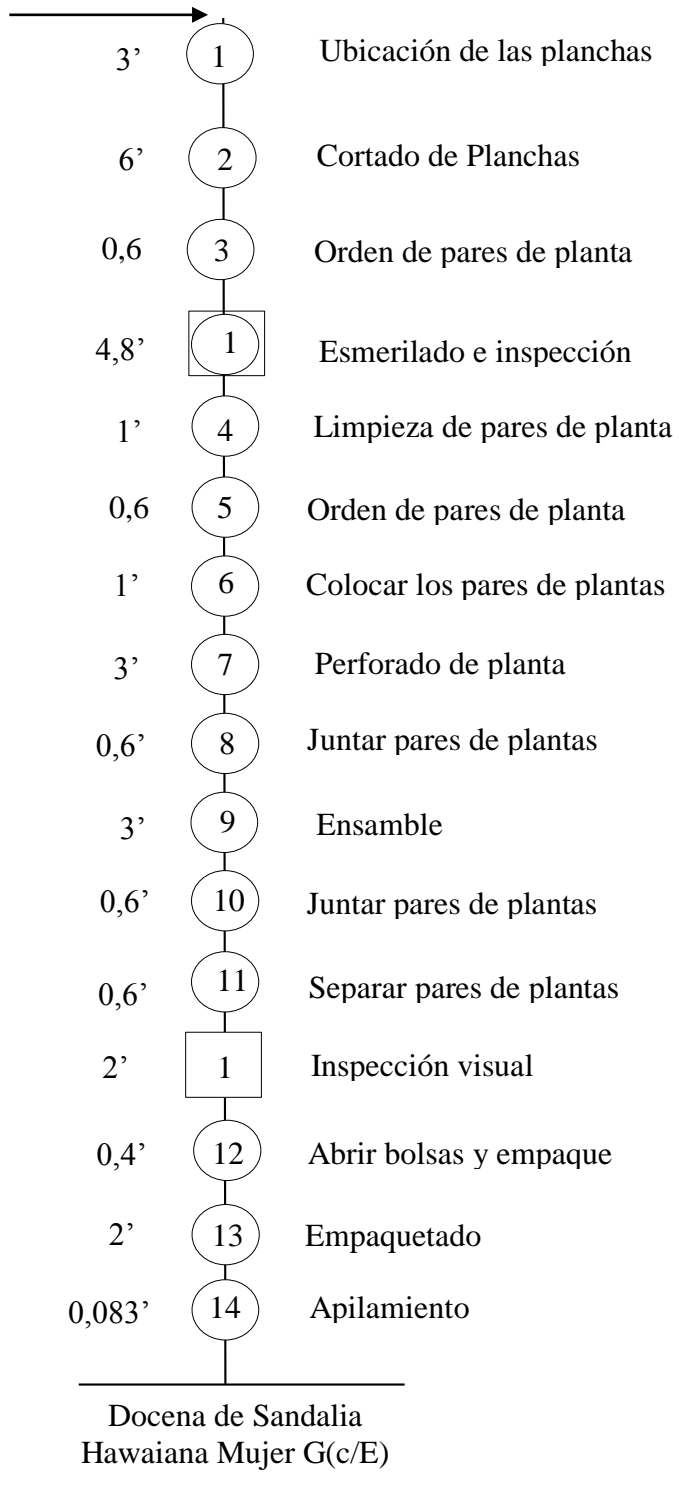 3’ 1 Ubicación de las planchas
6’ 2 Cortado de Planchas
0,6 3 Orden de pares de planta
4,8’ 1 Esmerilado e inspección
1’ 4 Limpieza de pares de planta
0,6 5 Orden de pares de planta
1’ 6 Colocar los pares de plantas
3’ 7 Perforado de planta
0,6’ 8 Juntar pares de plantas
3’ 9 Ensamble
0,6’ 10 Juntar pares de plantas
0,6’ 11 Separar pares de plantas
2’ 1 Inspección visual
0,4’ 12 Abrir bolsas y empaque
2’ 13 Empaquetado
0,083’ 14 Apilamiento
Docena de Sandalia
Hawaiana Mujer G(c/E)